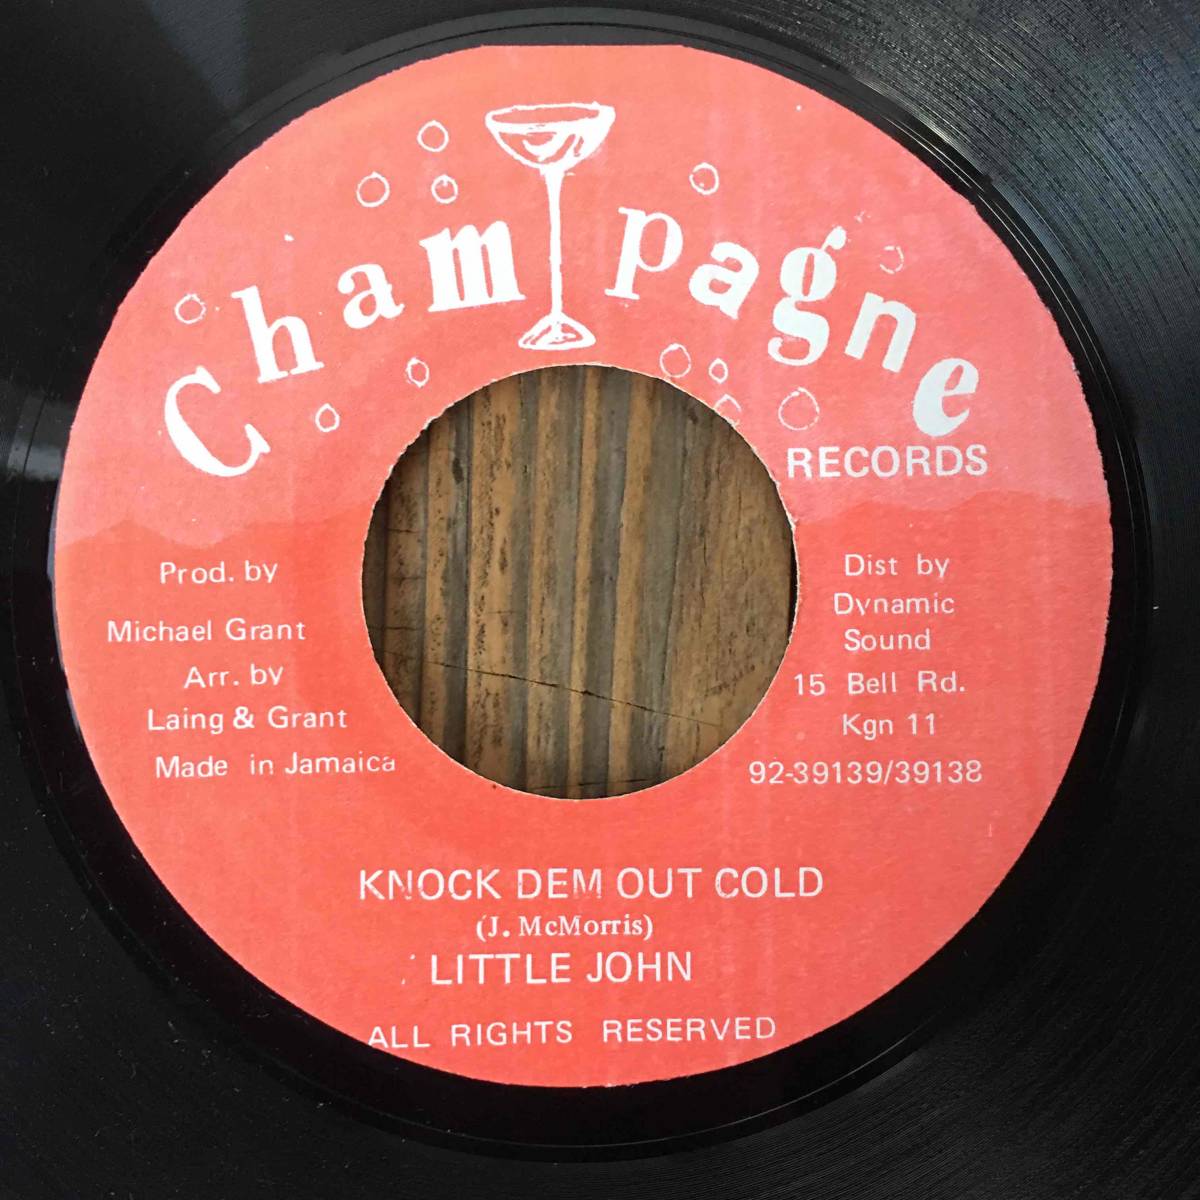 Champagne
RECORDS
Prod. by
Michael Grant
Arr. by
Laing & Grant
Made in Jamaica
Dist by
Dynamic
Sound
15 Bell Rd.
Kgn 11
92-39139/39138
KNOCK DEM OUT COLD
(J. McMorris)
LITTLE JOHN
ALL RIGHTS RESERVED